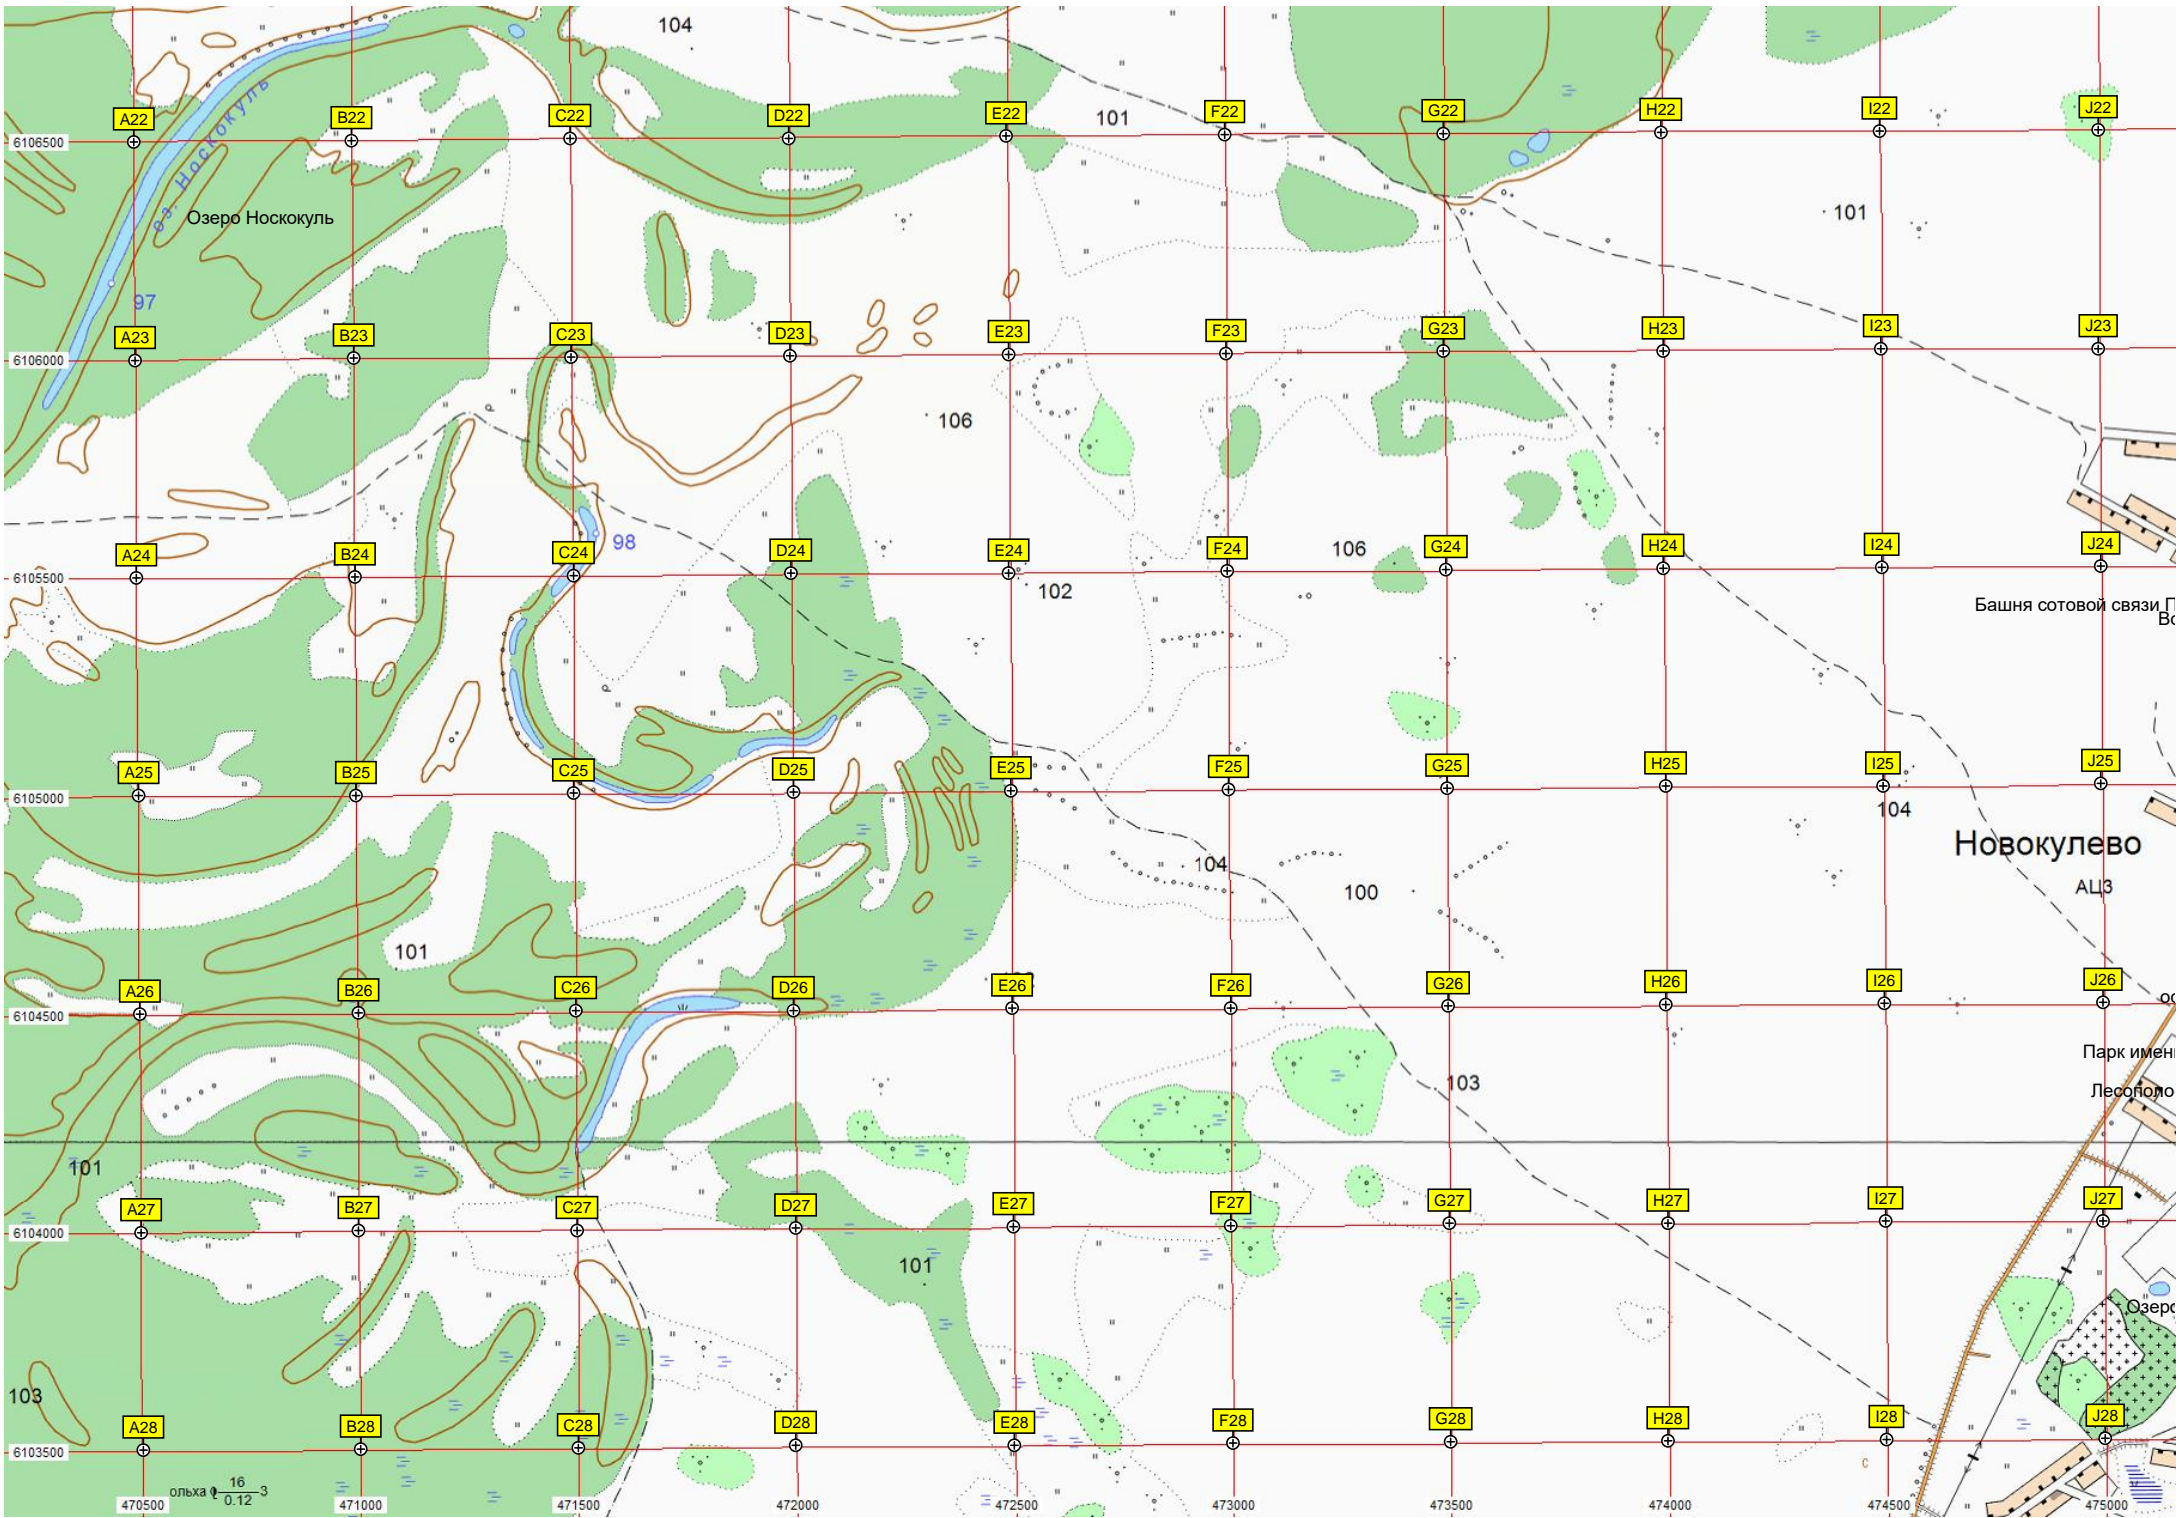 104
A22 B22 C22 D22 E22 101 F22 G22 H22 I22 J22
6106500
оз. Носкокуль
Озеро Носкокуль
101
97
A23 B23 C23 D23 E23 F23 G23 H23 I23 J23
6106000
106
98
A24 B24 C24 D24 E24 F24 106 G24 H24 I24 J24
6105500
102
Башня сотовой связи П
Во
A25 B25 C25 D25 E25 F25 G25 H25 I25 J25
6105000
104
Новокулево
104
100
АЦЗ
101
A26 B26 C26 D26 E26 F26 G26 H26 I26 J26
6104500
ос
Парк имен
103
Лесополо
101
A27 B27 C27 D27 E27 F27 G27 H27 I27 J27
6104000
101
Озеро
103
A28 B28 C28 D28 E28 F28 G28 H28 I28 J28
6103500
с
ольха 16
0.12 3
470500 471000 471500 472000 472500 473000 473500 474000 474500 475000